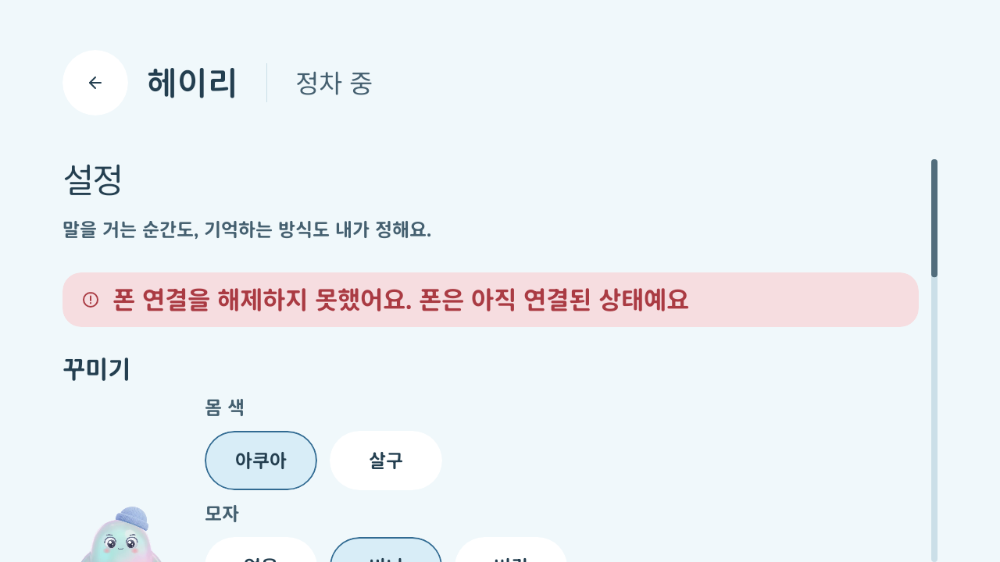 헤이리
정차 중
설정
말을 거는 순간도, 기억하는 방식도 내가 정해요.
폰 연결을 해제하지 못했어요. 폰은 아직 연결된 상태예요
꾸미기
몸 색
아쿠아
살구
모자